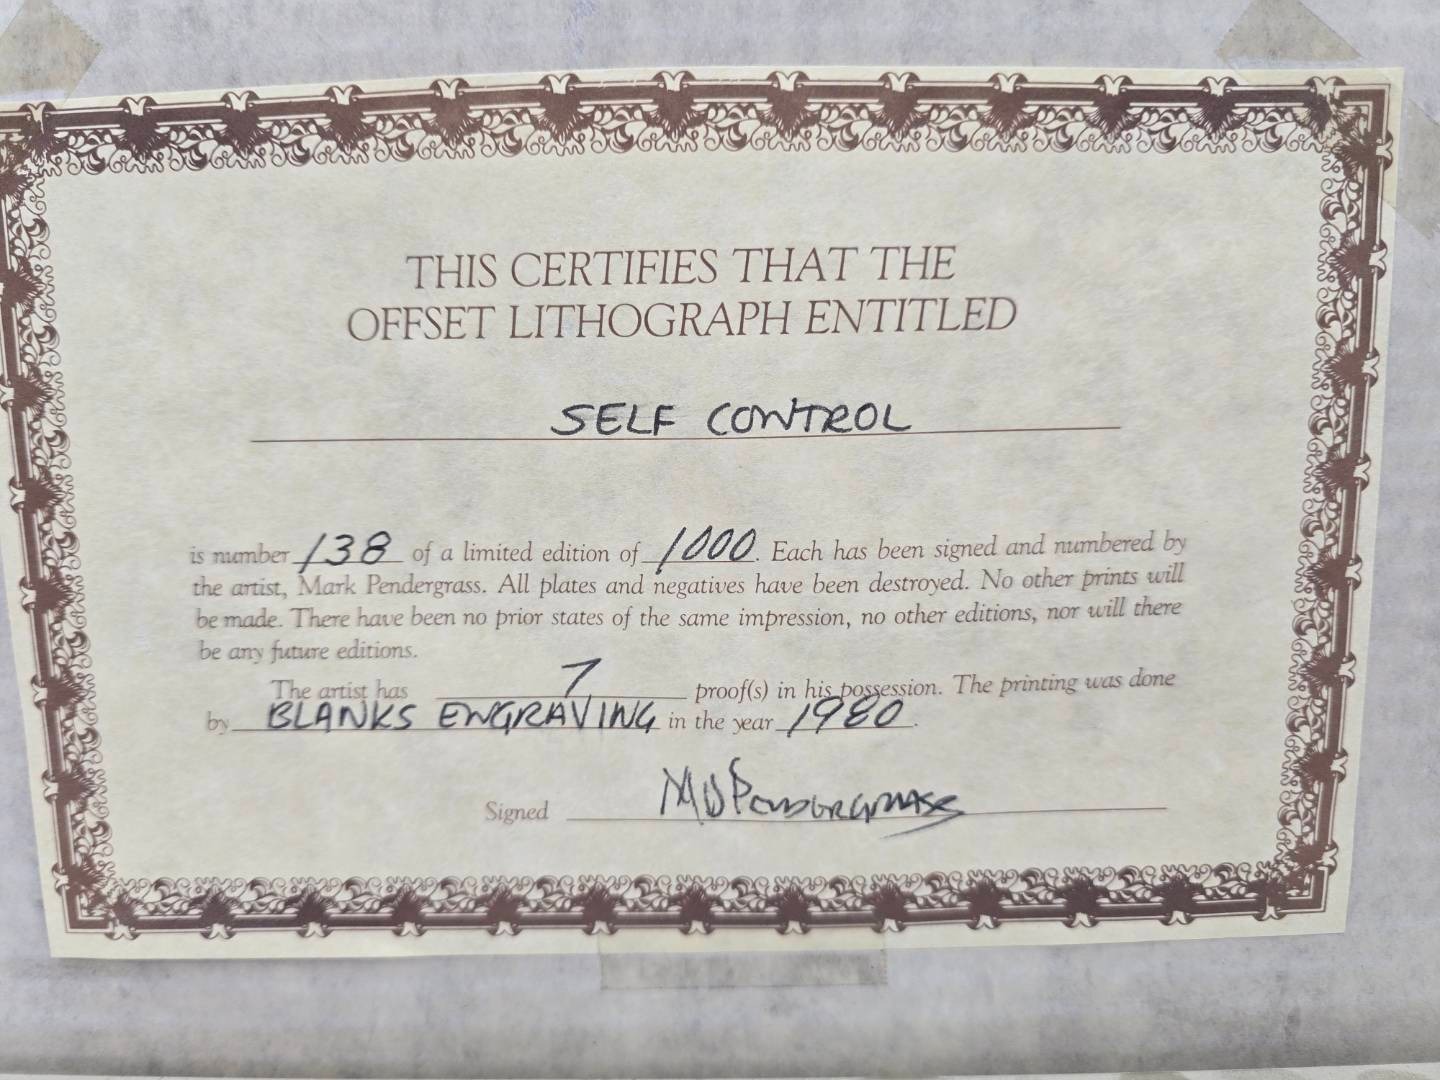 THIS CERTIFIES THAT THE
OFFSET LITHOGRAPH ENTITLED
SELF CONTROL
is number 138 of a limited edition of 1000. Each has been signed and numbered by
the artist, Mark Pendergrass. All plates and negatives have been destroyed. No other prints will
be made. There have been no prior states of the same impression, no other editions, nor will there
be any future editions.
The artist has 7 proof(s) in his possession. The printing was done
by BLANKS ENGRAVING in the year 1980.
Signed M W Pendergrass